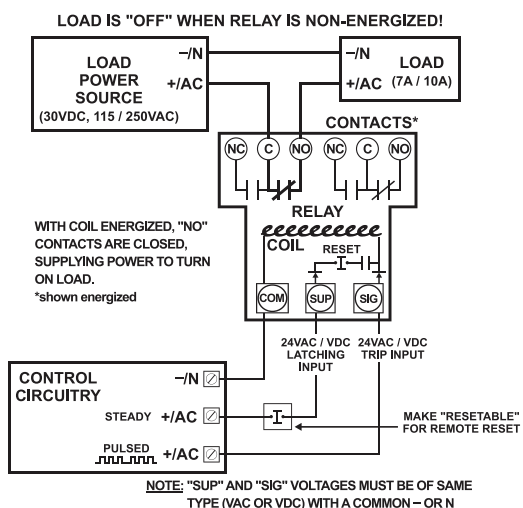 LOAD IS "OFF" WHEN RELAY IS NON-ENERGIZED!
LOAD
POWER
SOURCE
(30VDC, 115 / 250VAC)
–/N
+/AC
–/N
+/AC
LOAD
(7A / 10A)
CONTACTS*
NC
C
NO
NC
C
NO
RELAY
COIL
RESET
WITH COIL ENERGIZED, "NO"
CONTACTS ARE CLOSED,
SUPPLYING POWER TO TURN
ON LOAD.
*shown energized
COM
SUP
SIG
24VAC / VDC
LATCHING
INPUT
24VAC / VDC
TRIP INPUT
CONTROL
CIRCUITRY
–/N
STEADY +/AC
PULSED +/AC
MAKE "RESETABLE"
FOR REMOTE RESET
NOTE: "SUP" AND "SIG" VOLTAGES MUST BE OF SAME
TYPE (VAC OR VDC) WITH A COMMON – OR N